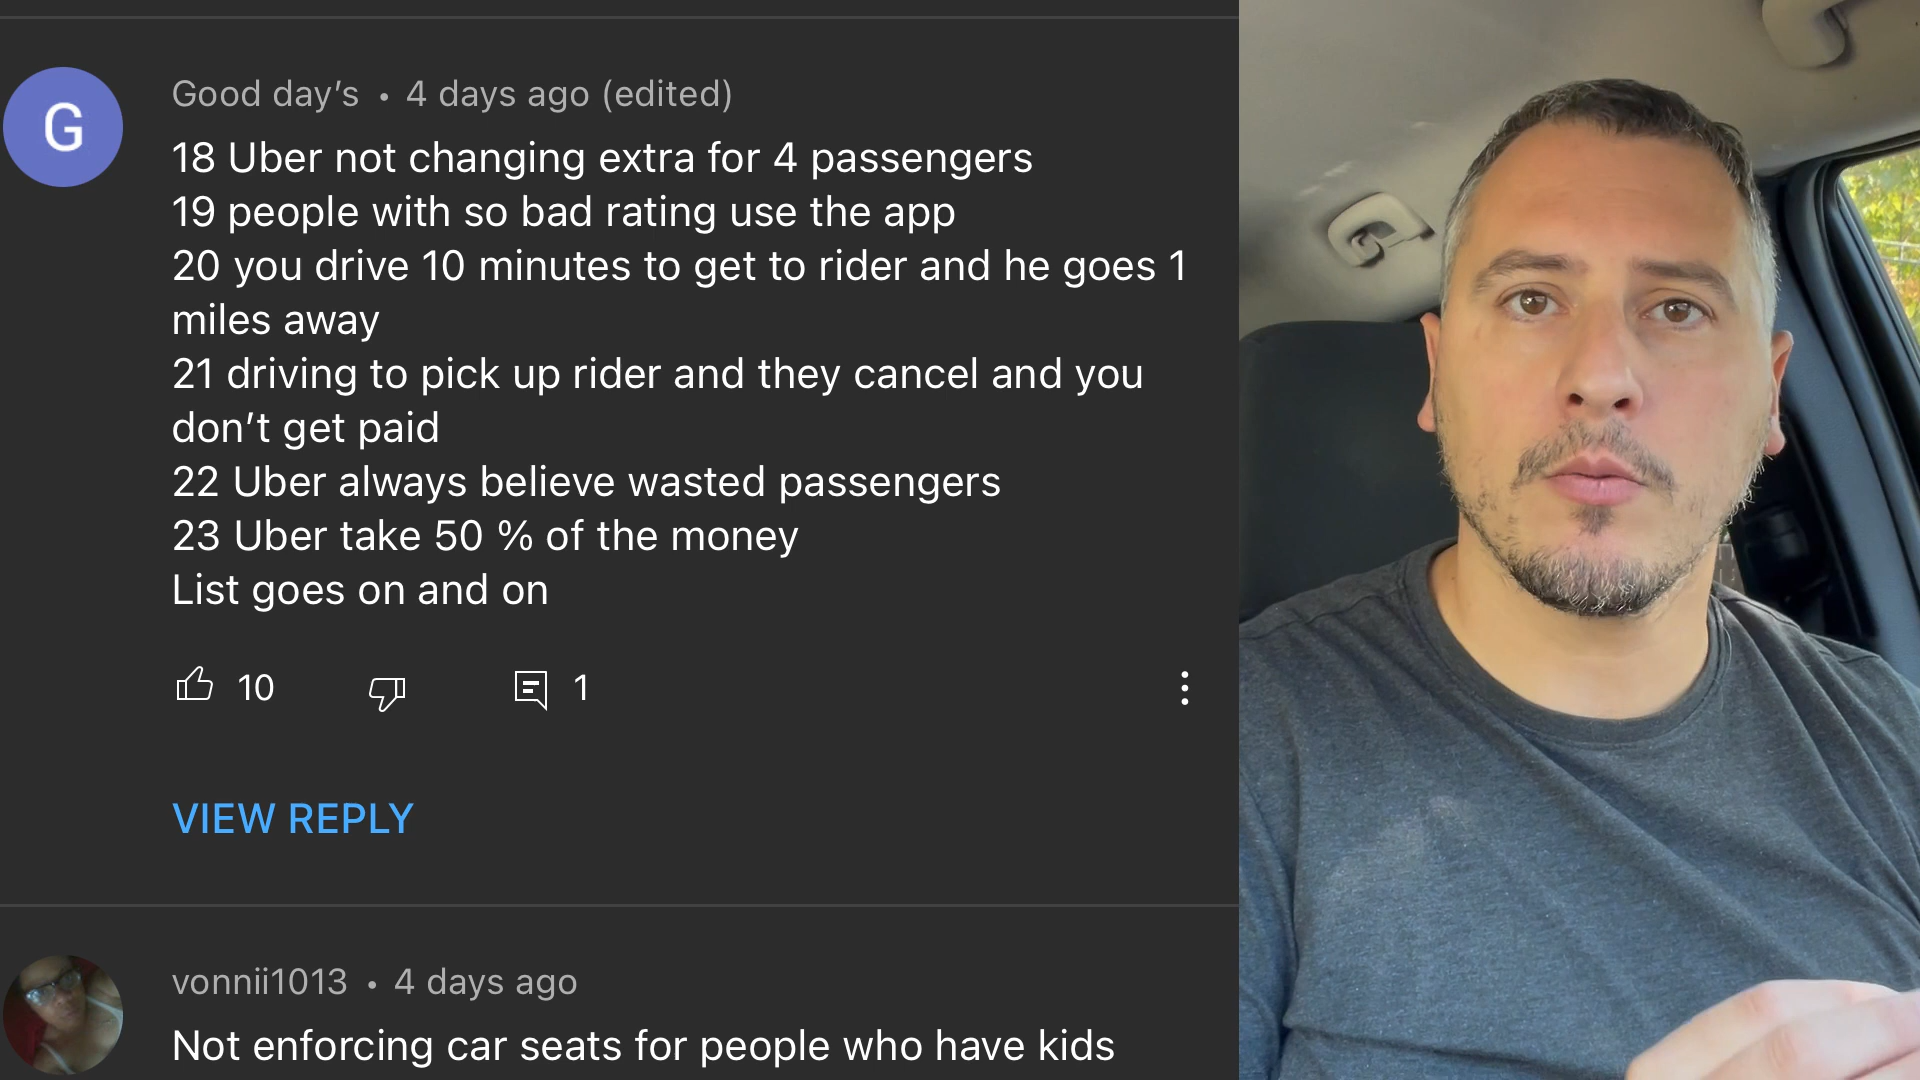 G
Good day’s • 4 days ago (edited)
18 Uber not changing extra for 4 passengers
19 people with so bad rating use the app
20 you drive 10 minutes to get to rider and he goes 1
miles away
21 driving to pick up rider and they cancel and you
don’t get paid
22 Uber always believe wasted passengers
23 Uber take 50 % of the money
List goes on and on
10
1
VIEW REPLY
vonnii1013 • 4 days ago
Not enforcing car seats for people who have kids